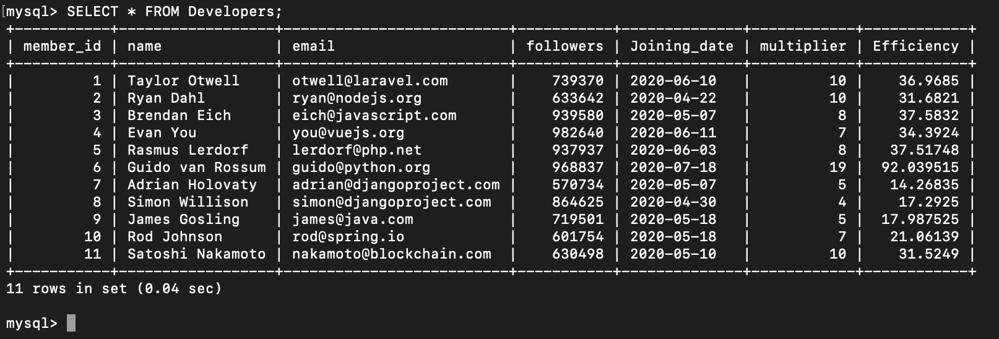 [mysql> SELECT * FROM Developers;
+-----------+------------------+--------------------------+-----------+--------------+------------+------------+
| member_id | name             | email                    | followers | Joining_date | multiplier | Efficiency |
+-----------+------------------+--------------------------+-----------+--------------+------------+------------+
|         1 | Taylor Otwell    | otwell@laravel.com       |    739370 | 2020-06-10   |         10 |    36.9685 |
|         2 | Ryan Dahl        | ryan@nodejs.org          |    633642 | 2020-04-22   |         10 |    31.6821 |
|         3 | Brendan Eich     | eich@javascript.com      |    939580 | 2020-05-07   |          8 |    37.5832 |
|         4 | Evan You         | you@vuejs.org            |    982640 | 2020-06-11   |          7 |    34.3924 |
|         5 | Rasmus Lerdorf   | lerdorf@php.net          |    937937 | 2020-06-03   |          8 |   37.51748 |
|         6 | Guido van Rossum | guido@python.org         |    968837 | 2020-07-18   |         19 |  92.039515 |
|         7 | Adrian Holovaty  | adrian@djangoproject.com |    570734 | 2020-05-07   |          5 |   14.26835 |
|         8 | Simon Willison   | simon@djangoproject.com  |    864625 | 2020-04-30   |          4 |    17.2925 |
|         9 | James Gosling    | james@java.com           |    719501 | 2020-05-18   |          5 |  17.987525 |
|        10 | Rod Johnson      | rod@spring.io            |    601754 | 2020-05-18   |          7 |   21.06139 |
|        11 | Satoshi Nakamoto | nakamoto@blockchain.com  |    630498 | 2020-05-10   |         10 |    31.5249 |
+-----------+------------------+--------------------------+-----------+--------------+------------+------------+
11 rows in set (0.04 sec)
mysql>